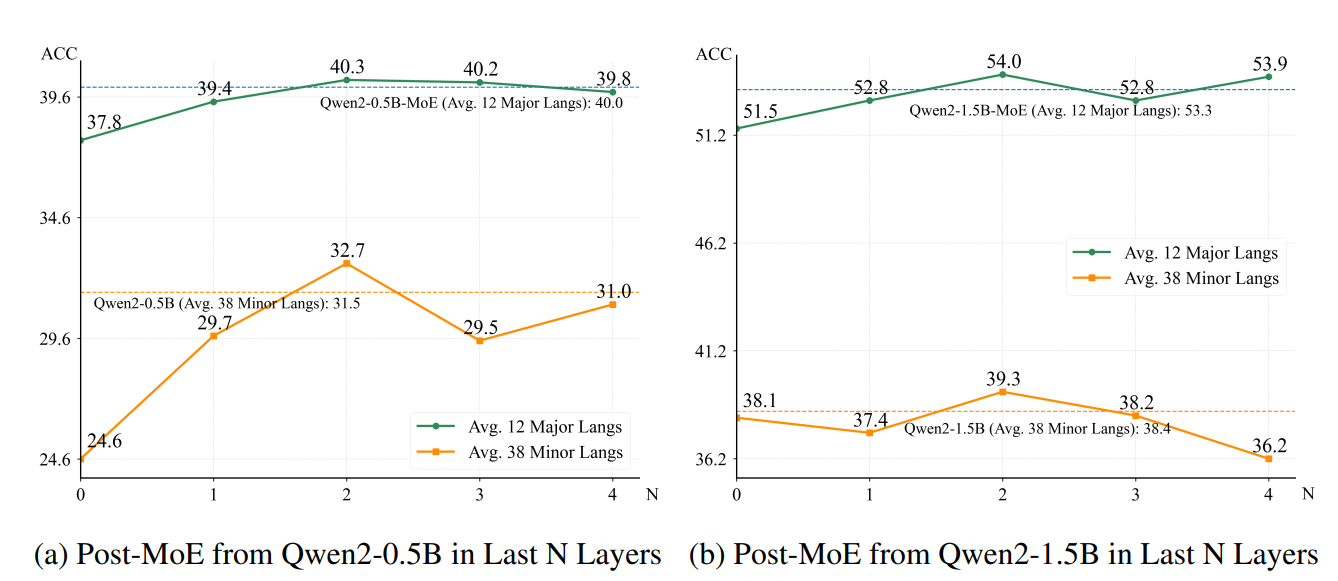 ACC
40.3
40.2
39.8
39.4
39.6
Qwen2-0.5B-MoE (Avg. 12 Major Langs): 40.0
37.8
34.6
32.7
31.0
Qwen2-0.5B (Avg. 38 Minor Langs): 31.5
29.7
29.5
29.6
Avg. 12 Major Langs
24.6
Avg. 38 Minor Langs
24.6
0 1 2 3 4 N
(a) Post-MoE from Qwen2-0.5B in Last N Layers
ACC
54.0
53.9
52.8
52.8
Qwen2-1.5B-MoE (Avg. 12 Major Langs): 53.3
51.5
51.2
46.2
Avg. 12 Major Langs
Avg. 38 Minor Langs
41.2
39.3
38.1
38.2
37.4
Qwen2-1.5B (Avg. 38 Minor Langs): 38.4
36.2
36.2
0 1 2 3 4 N
(b) Post-MoE from Qwen2-1.5B in Last N Layers